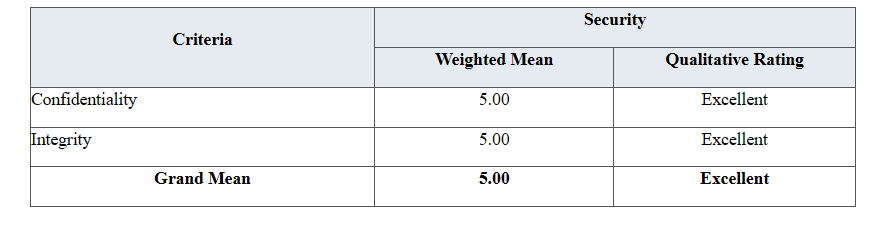 Criteria
Security
Weighted Mean
Qualitative Rating
Confidentiality
5.00
Excellent
Integrity
5.00
Excellent
Grand Mean
5.00
Excellent